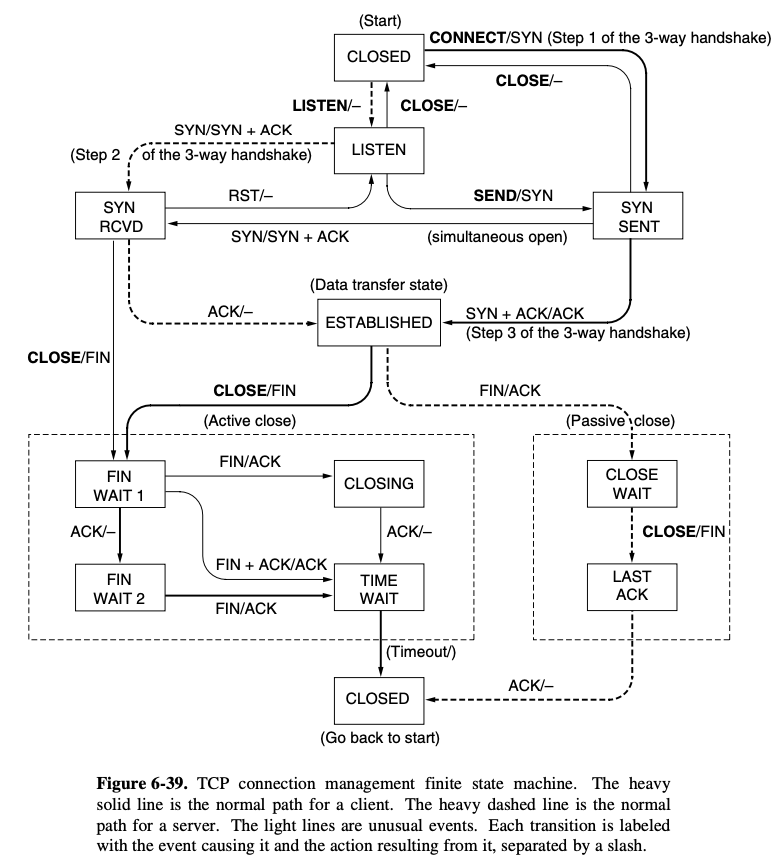 (Start)
CONNECT/SYN (Step 1 of the 3-way handshake)
CLOSED
CLOSE/–
LISTEN/–
CLOSE/–
SYN/SYN + ACK
(Step 2 of the 3-way handshake)
LISTEN
RST/–
SEND/SYN
SYN
RCVD
SYN
SENT
SYN/SYN + ACK
(simultaneous open)
(Data transfer state)
ACK/–
ESTABLISHED
SYN + ACK/ACK
(Step 3 of the 3-way handshake)
CLOSE/FIN
CLOSE/FIN
FIN/ACK
(Active close)
(Passive close)
FIN
WAIT 1
FIN/ACK
CLOSING
CLOSE
WAIT
ACK/–
ACK/–
CLOSE/FIN
FIN + ACK/ACK
FIN
WAIT 2
FIN/ACK
TIME
WAIT
LAST
ACK
(Timeout/)
CLOSED
ACK/–
(Go back to start)
Figure 6-39. TCP connection management finite state machine. The heavy
solid line is the normal path for a client. The heavy dashed line is the normal
path for a server. The light lines are unusual events. Each transition is labeled
with the event causing it and the action resulting from it, separated by a slash.